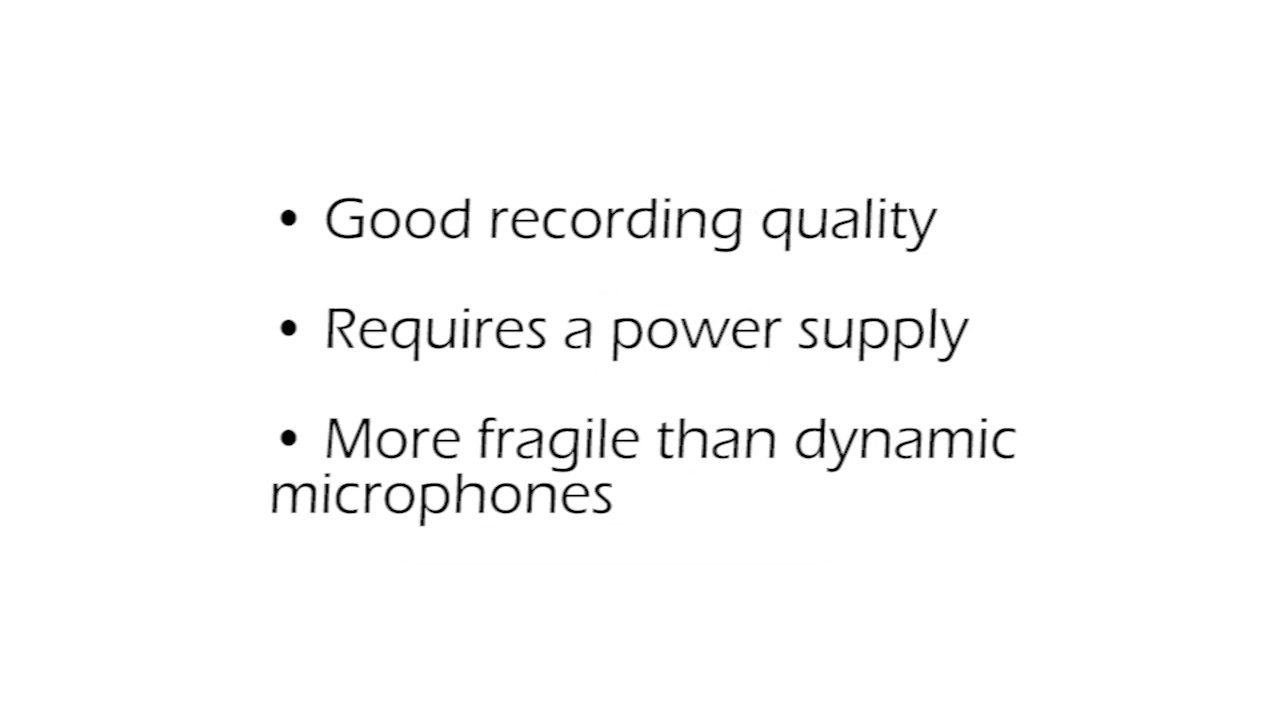 • Good recording quality
• Requires a power supply
• More fragile than dynamic
microphones